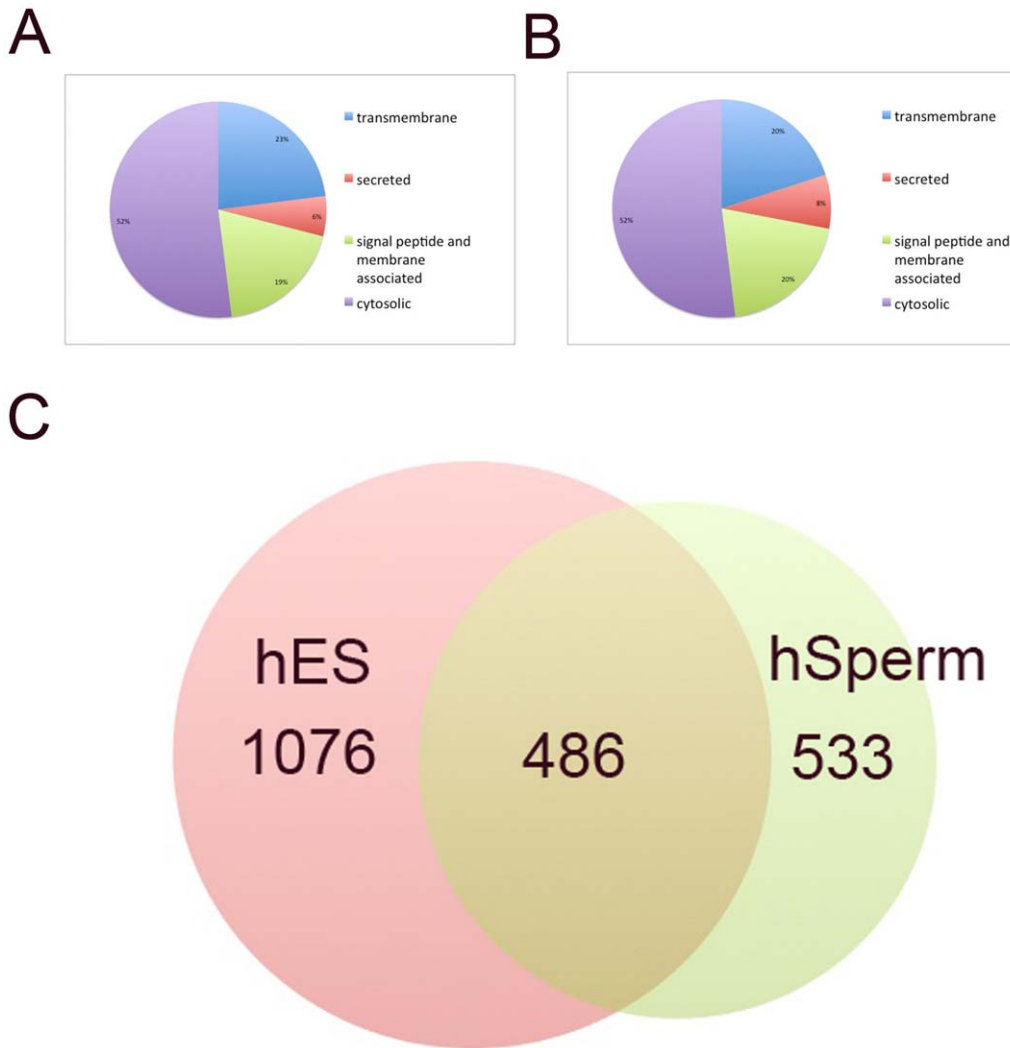 A
B
23%
6%
19%
52%
transmembrane
secreted
signal peptide and
membrane
associated
cytosolic
20%
8%
20%
52%
transmembrane
secreted
signal peptide and
membrane
associated
cytosolic
C
hES
1076
486
hSperm
533